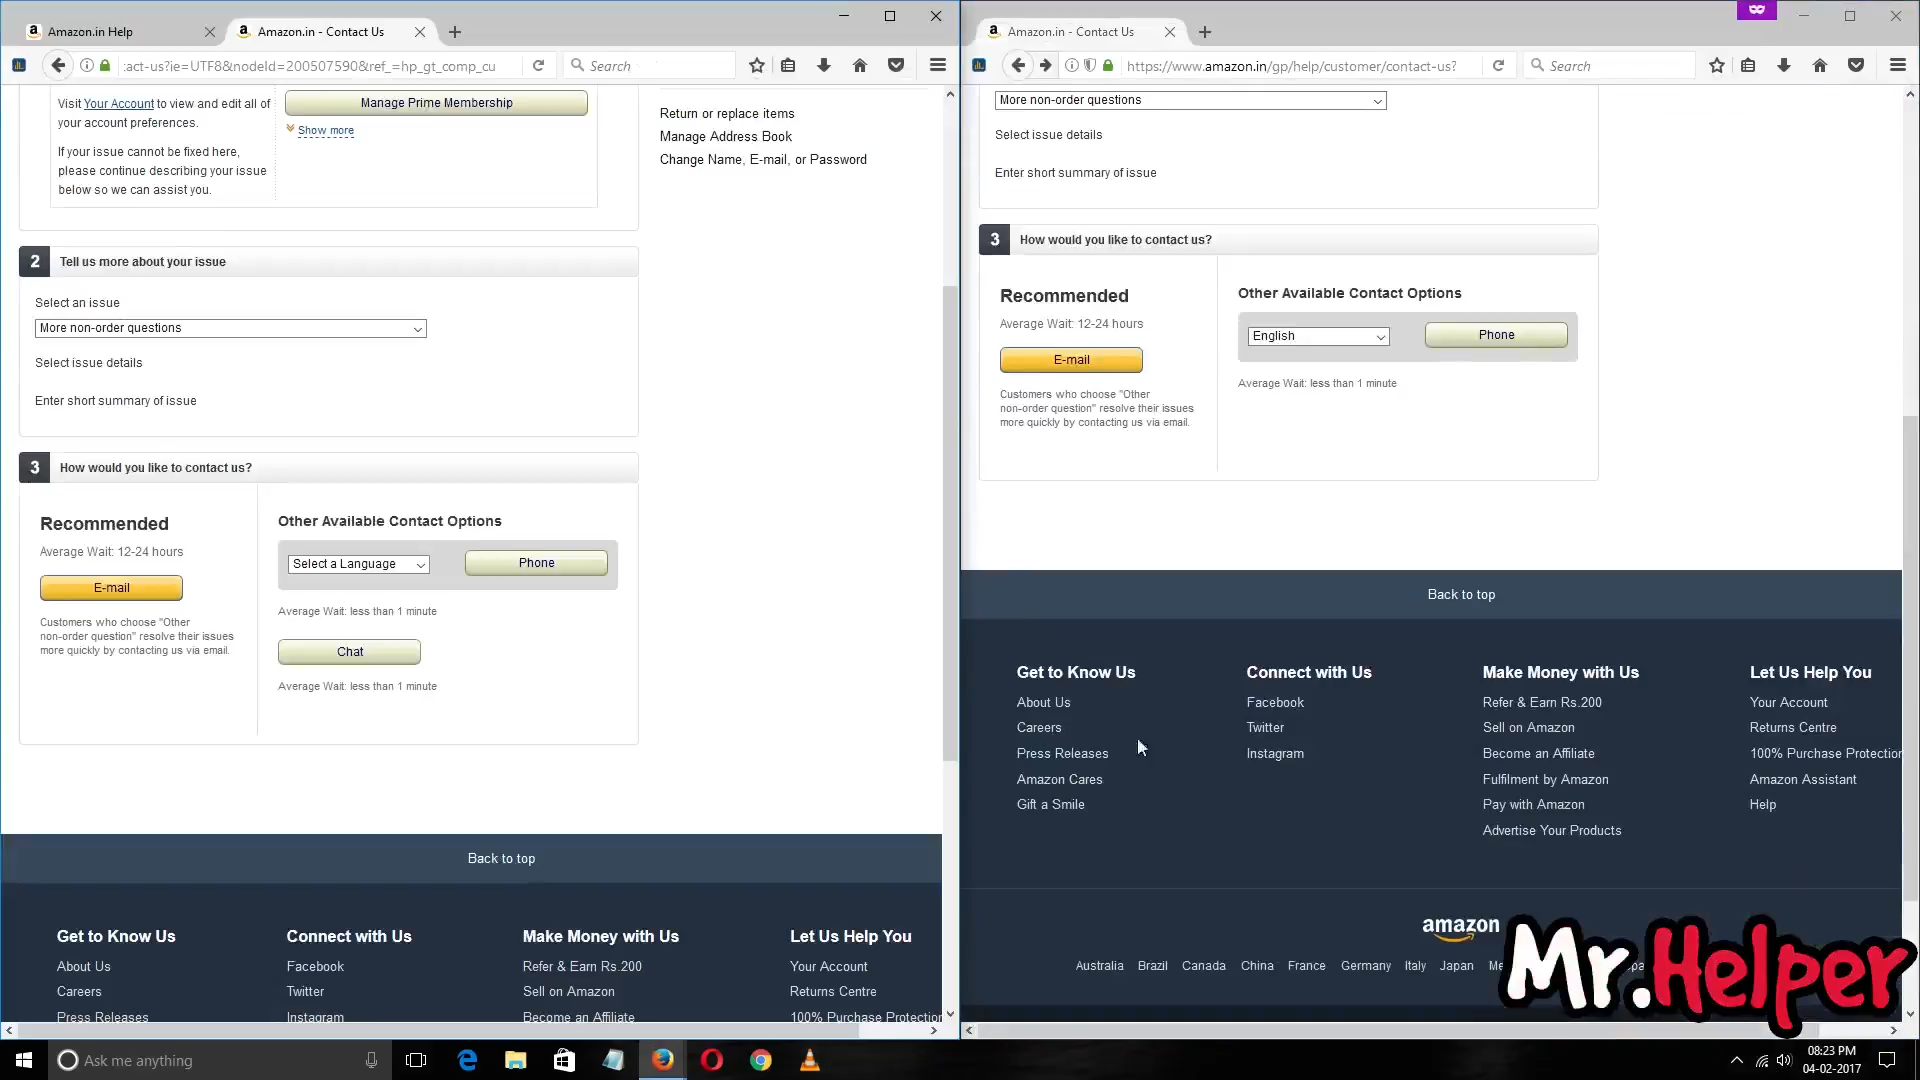 Amazon.in Help
Amazon.in - Contact Us
:act-us?ie=UTF8&nodeId=200507590&ref_=hp_gt_comp_cu
Search
Visit Your Account to view and edit all of
your account preferences.
If your issue cannot be fixed here,
please continue describing your issue
below so we can assist you.
Manage Prime Membership
Show more
Return or replace items
Manage Address Book
Change Name, E-mail, or Password
2 Tell us more about your issue
Select an issue
More non-order questions
Select issue details
Enter short summary of issue
3 How would you like to contact us?
Recommended
Average Wait: 12-24 hours
E-mail
Customers who choose "Other
non-order question" resolve their issues
more quickly by contacting us via email.
Other Available Contact Options
Select a Language
Phone
Average Wait: less than 1 minute
Chat
Average Wait: less than 1 minute
Back to top
Get to Know Us
About Us
Careers
Press Releases
Connect with Us
Facebook
Twitter
Instagram
Make Money with Us
Refer & Earn Rs.200
Sell on Amazon
Become an Affiliate
Let Us Help You
Your Account
Returns Centre
100% Purchase Protection
Amazon.in - Contact Us
https://www.amazon.in/gp/help/customer/contact-us?
Search
More non-order questions
Select issue details
Enter short summary of issue
3 How would you like to contact us?
Recommended
Average Wait: 12-24 hours
E-mail
Customers who choose "Other
non-order question" resolve their issues
more quickly by contacting us via email.
Other Available Contact Options
English
Phone
Average Wait: less than 1 minute
Back to top
Get to Know Us
About Us
Careers
Press Releases
Amazon Cares
Gift a Smile
Connect with Us
Facebook
Twitter
Instagram
Make Money with Us
Refer & Earn Rs.200
Sell on Amazon
Become an Affiliate
Fulfilment by Amazon
Pay with Amazon
Advertise Your Products
Let Us Help You
Your Account
Returns Centre
100% Purchase Protection
Amazon Assistant
Help
amazon
Australia Brazil Canada China France Germany Italy Japan
Mr.Helper
Ask me anything
08:23 PM
04-02-2017